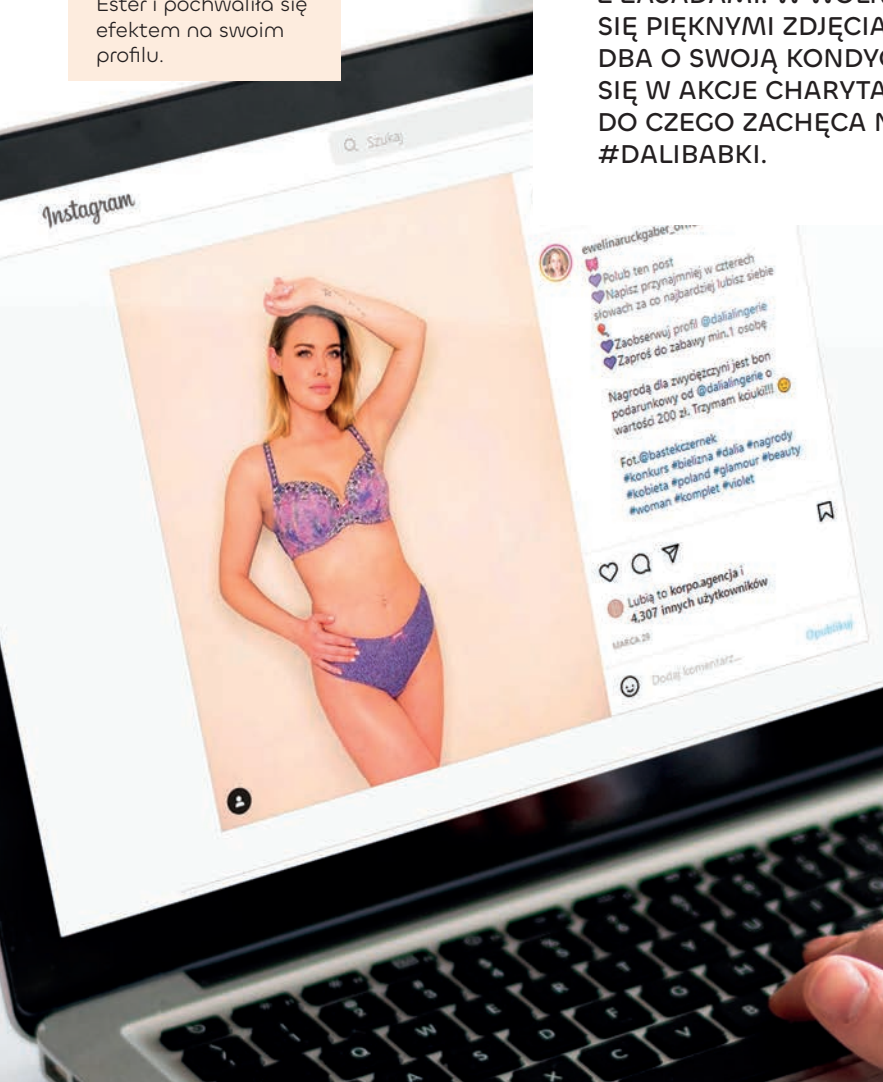 Ester i pochwaliła się
efektem na swoim
profilu.
SIĘ PIĘKNYMI
DBA O SWOJĄ
SIĘ W AKCJE
DO CZEGO ZACHĘCA
#DALIBABKI.
Instagram
Szukaj
Polub ten post
Napisz przynajmniej w czterech
słowach za co najbardziej lubisz siebie
Zaobserwuj profil @dalialingerie
Zaproś do zabawy min.1 osobę
Nagrodą dla zwyciężczyni jest bon
podarunkowy od @dalialingerie o
wartości 200 zł. Trzymam kciuki!!!
Fot.@bastekczernek
#konkurs #bielizna #dalia #nagrody
#kobieta #poland #glamour #beauty
#woman #komplet #violet
Lubią to korpo.agencja i
4,307 innych użytkowników
MARCA 28
Dodaj komentarz...
Opublikuj